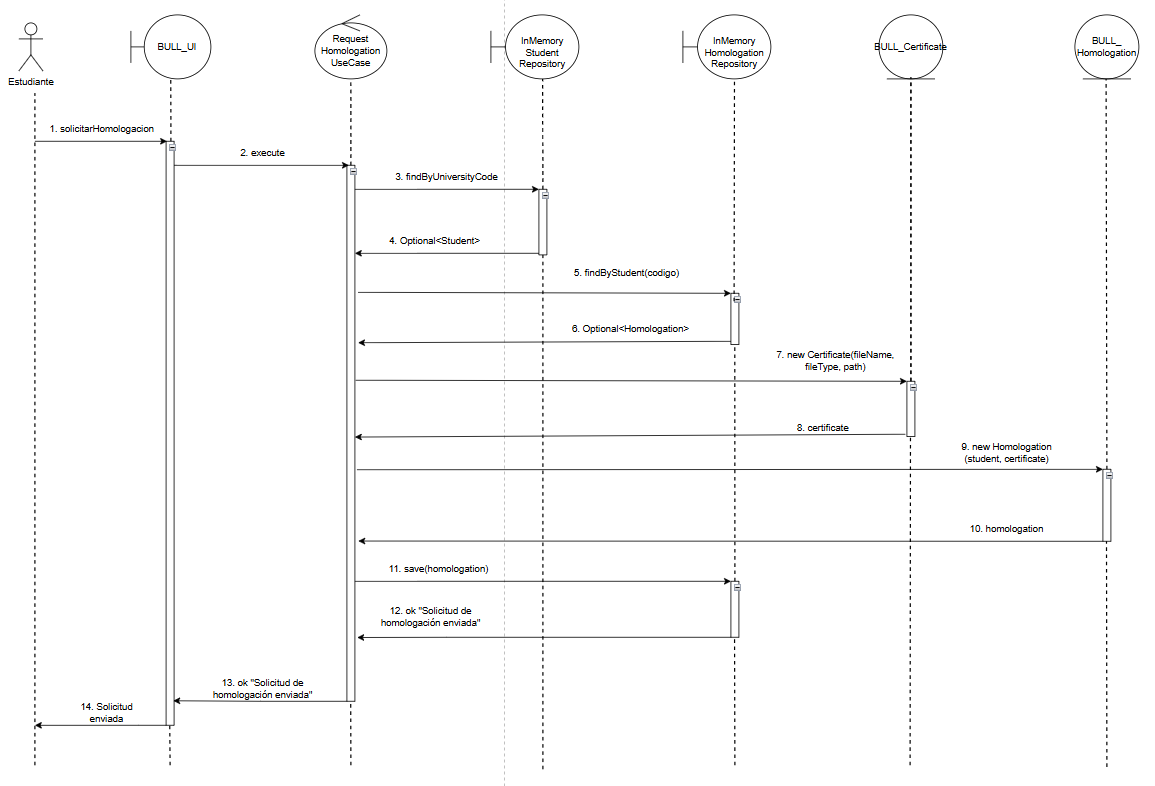 Estudiante
BULL_UI
Request
Homologation
UseCase
InMemory
Student
Repository
InMemory
Homologation
Repository
BULL_Certificate
BULL_
Homologation
1. solicitarHomologacion
2. execute
3. findByUniversityCode
4. Optional<Student>
5. findByStudent(codigo)
6. Optional<Homologation>
7. new Certificate(fileName,
fileType, path)
8. certificate
9. new Homologation
(student, certificate)
10. homologation
11. save(homologation)
12. ok "Solicitud de
homologación enviada"
13. ok "Solicitud de
homologación enviada"
14. Solicitud
enviada